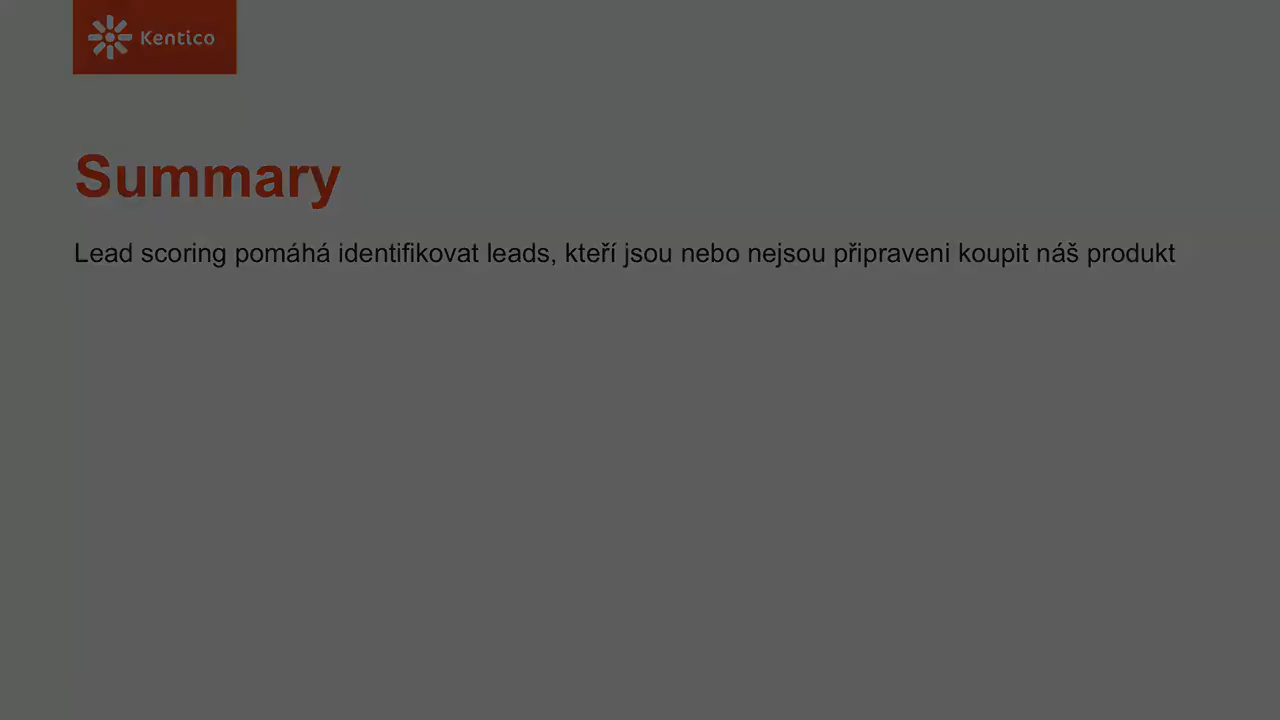 Kentico
Summary
Lead scoring pomáhá identifikovat leads, kteří jsou nebo nejsou připraveni koupit náš produkt